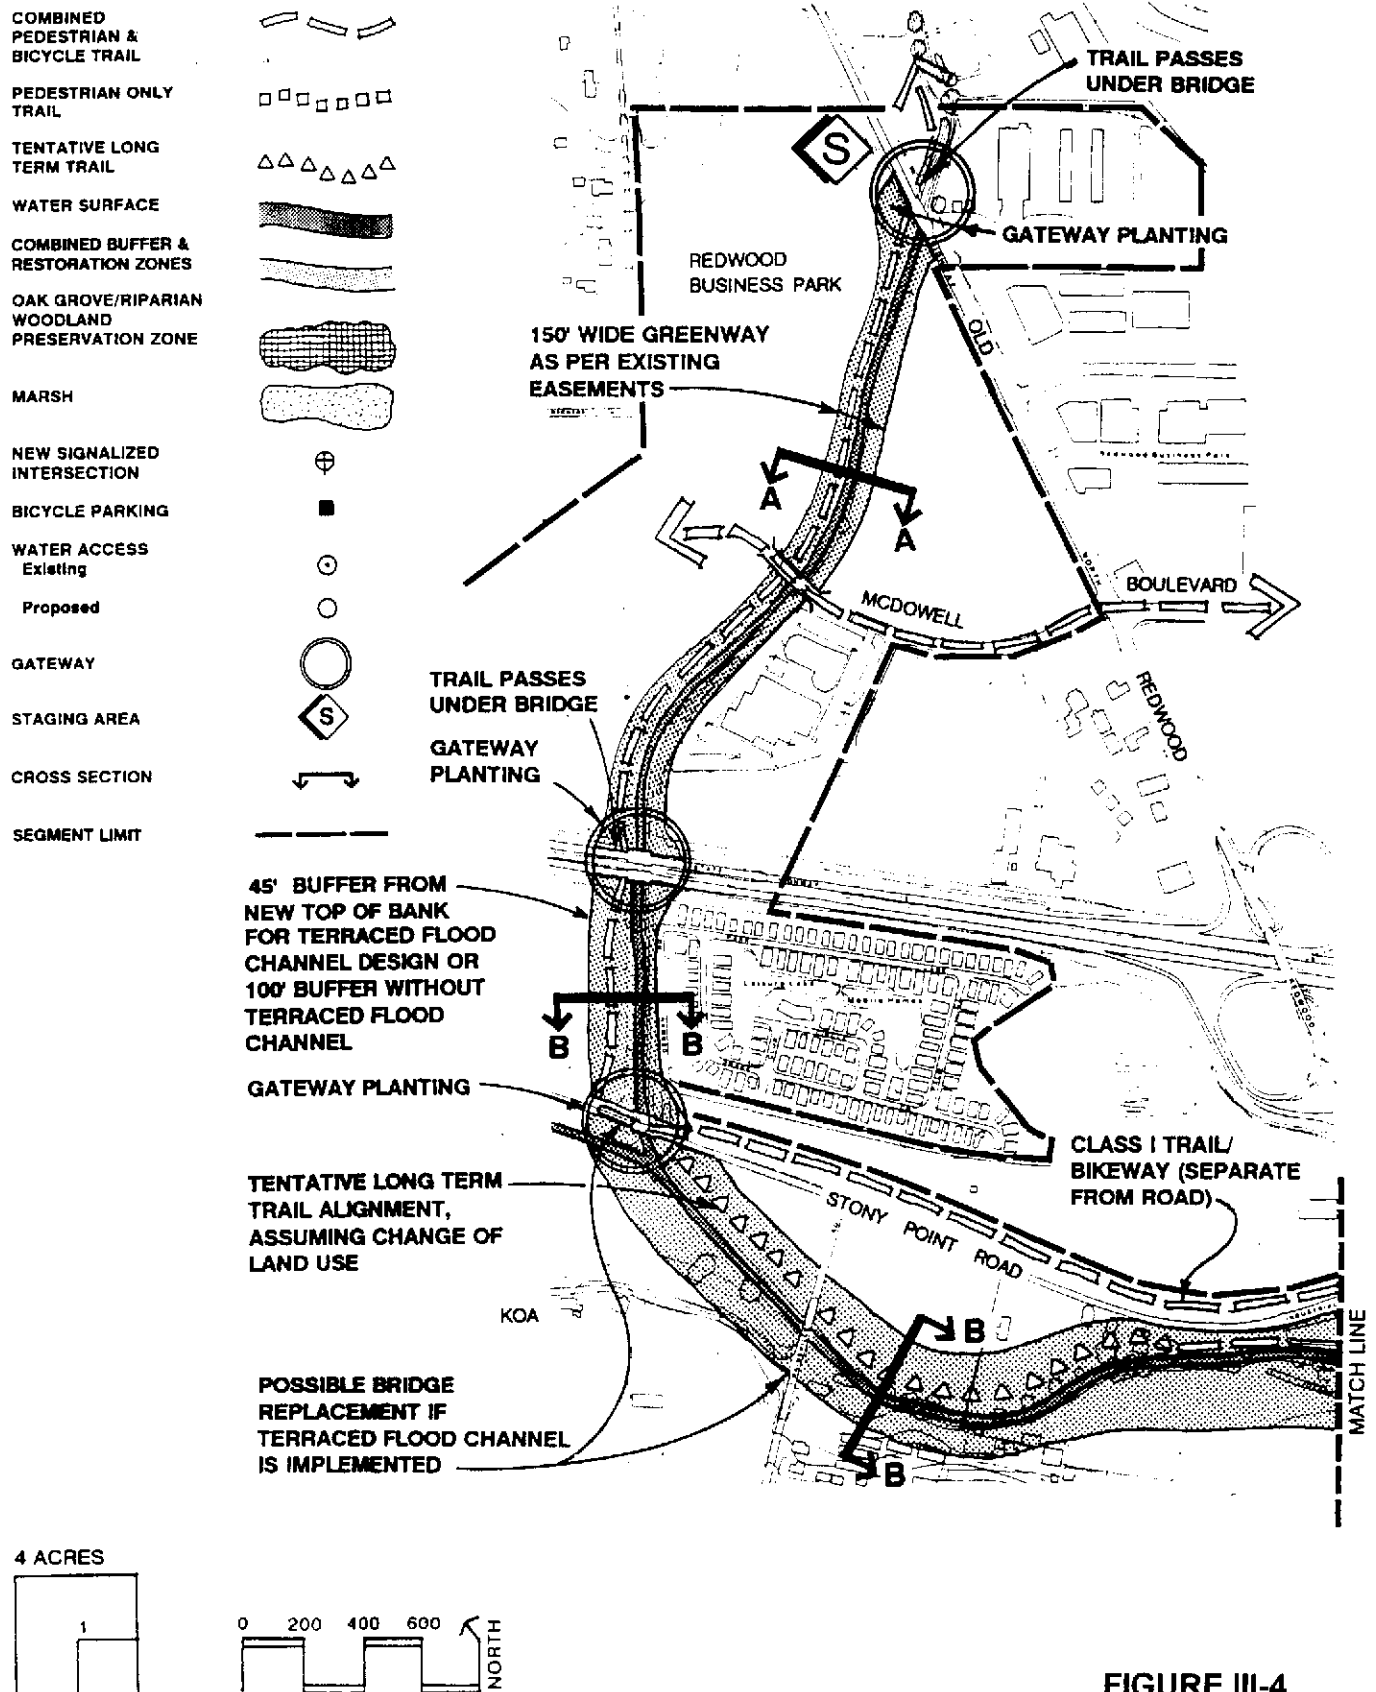 COMBINED
PEDESTRIAN &
BICYCLE TRAIL
PEDESTRIAN ONLY
TRAIL
TENTATIVE LONG
TERM TRAIL
WATER SURFACE
COMBINED BUFFER &
RESTORATION ZONES
OAK GROVE/RIPARIAN
WOODLAND
PRESERVATION ZONE
MARSH
NEW SIGNALIZED
INTERSECTION
BICYCLE PARKING
WATER ACCESS
Existing
Proposed
GATEWAY
STAGING AREA
S
CROSS SECTION
SEGMENT LIMIT
TRAIL PASSES
UNDER BRIDGE
S
GATEWAY PLANTING
REDWOOD
BUSINESS PARK
150' WIDE GREENWAY
AS PER EXISTING
EASEMENTS
OLD
Redwood Business Park
A
A
NORTH
MCDOWELL
BOULEVARD
REDWOOD
TRAIL PASSES
UNDER BRIDGE
GATEWAY
PLANTING
45' BUFFER FROM
NEW TOP OF BANK
FOR TERRACED FLOOD
CHANNEL DESIGN OR
100' BUFFER WITHOUT
TERRACED FLOOD
CHANNEL
Mobile Homes
B
B
GATEWAY PLANTING
CLASS I TRAIL/
BIKEWAY (SEPARATE
FROM ROAD)
TENTATIVE LONG TERM
TRAIL ALIGNMENT,
ASSUMING CHANGE OF
LAND USE
STONY POINT ROAD
KOA
B
MATCH LINE
POSSIBLE BRIDGE
REPLACEMENT IF
TERRACED FLOOD CHANNEL
IS IMPLEMENTED
B
4 ACRES
1
0 200 400 600
NORTH
FIGURE III-4